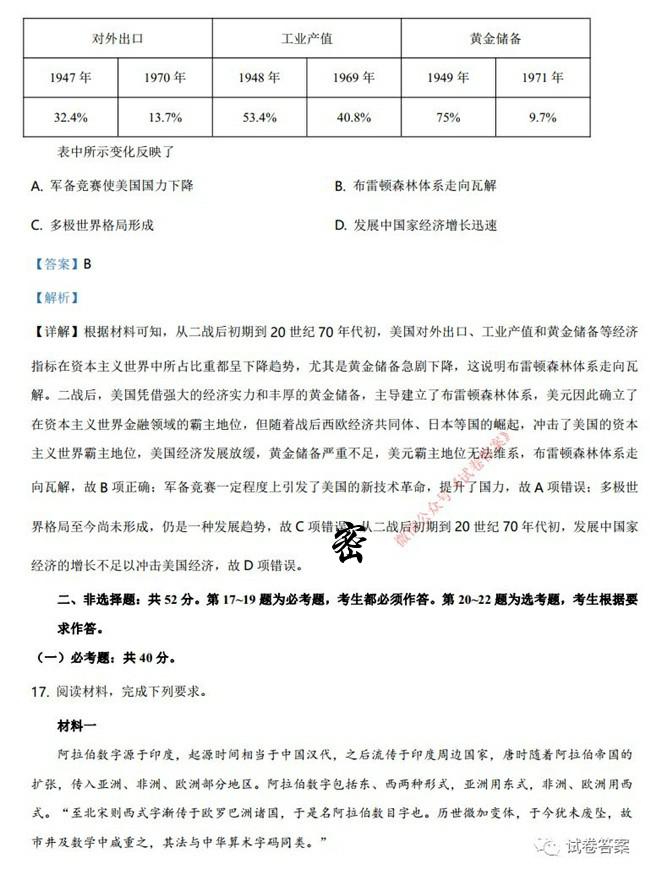 对外出口 工业产值 黄金储备
1947 年 1970 年 1948 年 1969 年 1949 年 1971 年
32.4% 13.7% 53.4% 40.8% 75% 9.7%
表中所示变化反映了
A. 军备竞赛使美国国力下降 B. 布雷顿森林体系走向瓦解
C. 多极世界格局形成 D. 发展中国家经济增长迅速
【答案】B
【解析】
【详解】根据材料可知，从二战后初期到 20 世纪 70 年代初，美国对外出口、工业产值和黄金储备等经济
指标在资本主义世界中所占比重都呈下降趋势，尤其是黄金储备急剧下降，这说明布雷顿森林体系走向瓦
解。二战后，美国凭借强大的经济实力和丰厚的黄金储备，主导建立了布雷顿森林体系，美元因此确立了
在资本主义世界金融领域的霸主地位，但随着战后西欧经济共同体、日本等国的崛起，冲击了美国的资本
主义世界霸主地位，美国经济发展放缓，黄金储备严重不足，美元霸主地位无法维系，布雷顿森林体系走
向瓦解，故 B 项正确；军备竞赛一定程度上引发了美国的新技术革命，提升了国力，故 A 项错误；多极世
界格局至今尚未形成，仍是一种发展趋势，故 C 项错误；从二战后初期到 20 世纪 70 年代初，发展中国家
经济的增长不足以冲击美国经济，故 D 项错误。
密
微信公众号《试卷答案》
二、非选择题：共 52 分。第 17~19 题为必考题，考生都必须作答。第 20~22 题为选考题，考生根据要
求作答。
（一）必考题：共 40 分。
17. 阅读材料，完成下列要求。
材料一
阿拉伯数字源于印度，起源时间相当于中国汉代，之后流传于印度周边国家，唐时随着阿拉伯帝国的
扩张，传入亚洲、非洲、欧洲部分地区。阿拉伯数字包括东、西两种形式，亚洲用东式，非洲、欧洲用西
式。“至北宋则西式字渐传于欧罗巴洲诸国，于是名阿拉伯数目字也。历世微加变体，于今犹未废坠，故
市井及数学中咸重之，其法与中华算术字码同类。”
试卷答案